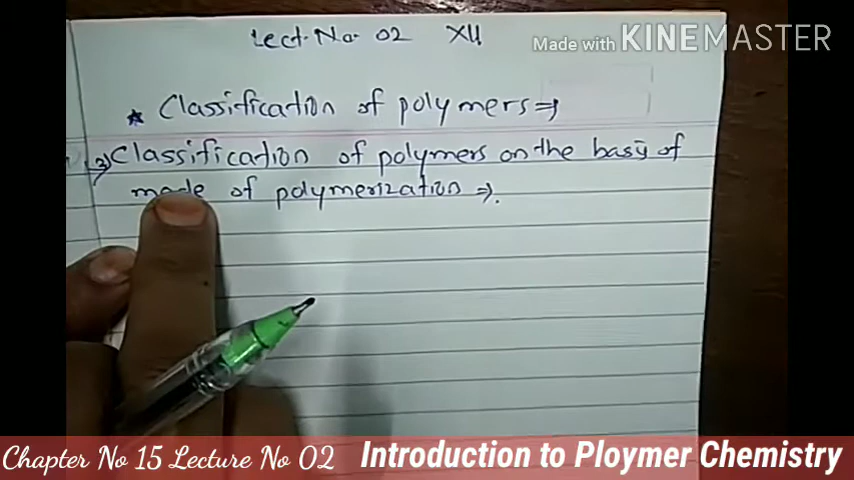 Lect. No. 02 XII
Made with KINEMASTER
* Classification of polymers ⇒
(3) Classification of polymers on the basis of
mode of polymerization ⇒.
Chapter No 15 Lecture No 02 Introduction to Ploymer Chemistry